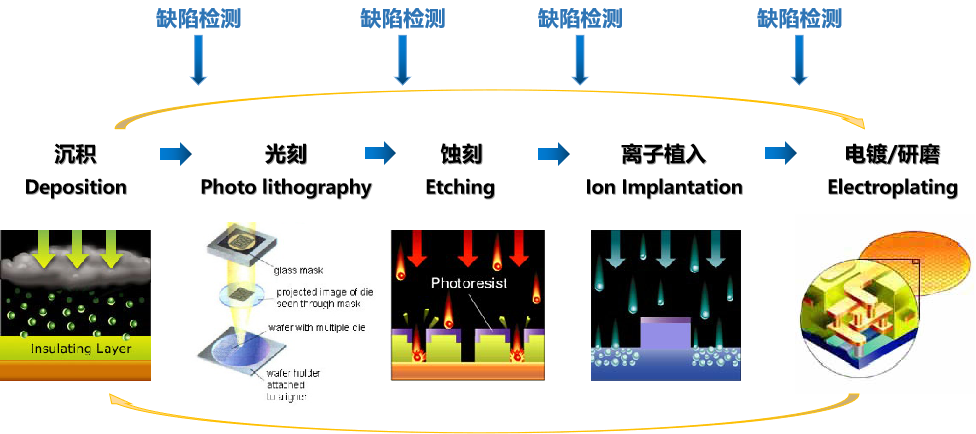 缺陷检测
缺陷检测
缺陷检测
缺陷检测
沉积
光刻
蚀刻
离子植入
电镀/研磨
Deposition
Photo lithography
Etching
Ion Implantation
Electroplating
Insulating Layer
glass mask
projected image of die
seen through mask
wafer with multiple die
wafer holder
attached
to aligner
Photoresist